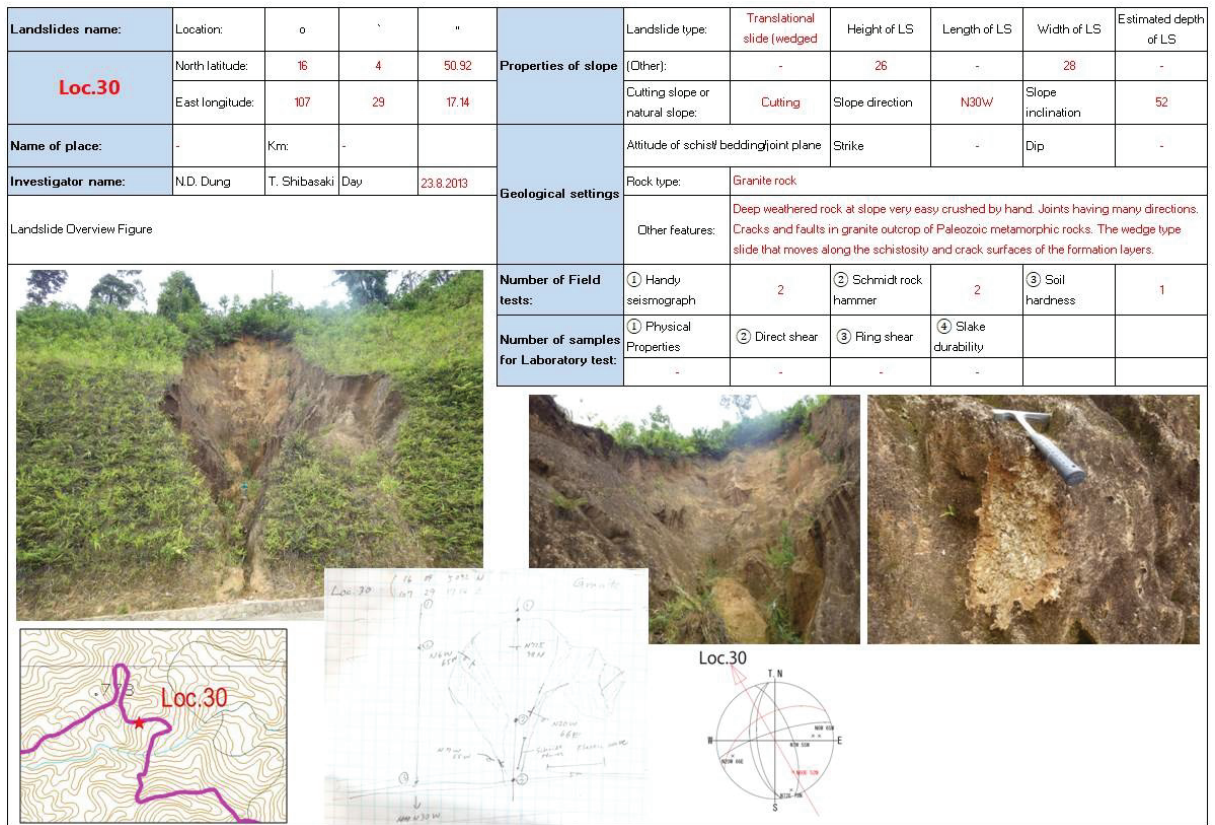 Landslides name: Location: o ` "
Loc.30
North latitude: 16 4 50.92
East longitude: 107 29 17.14
Name of place: - Km: -
Investigator name: N.D. Dung T. Shibasaki Day 23.8.2013
Landslide Overview Figure
Properties of slope
Landslide type: Translational slide (wedged Height of LS Length of LS Width of LS Estimated depth of LS
(Other): - 26 - 28 -
Cutting slope or natural slope: Cutting Slope direction N30W Slope inclination 52
Geological settings
Attitude of schist/ bedding/joint plane Strike - Dip -
Rock type: Granite rock
Other features:
Deep weathered rock at slope very easy crushed by hand. Joints having many directions.
Cracks and faults in granite outcrop of Paleozoic metamorphic rocks. The wedge type
slide that moves along the schistosity and crack surfaces of the formation layers.
Number of Field tests: ① Handy seismograph 2 ② Schmidt rock hammer 2 ③ Soil hardness 1
Number of samples for Laboratory test: ① Physical Properties ② Direct shear ③ Ring shear ④ Slake durability
- - - -
Loc.30
Granite
Loc.30
Loc.30
T.N
W
E
S